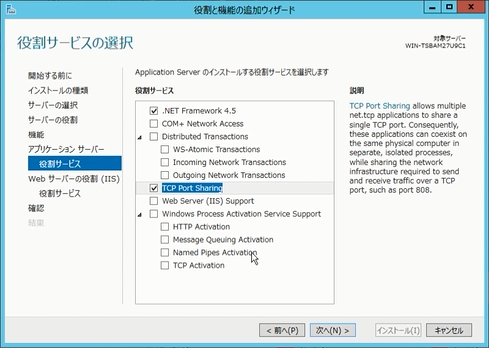 役割と機能の追加ウィザード
役割サービスの選択
対象サーバー
WIN-TSBAM27U9C1
開始する前に
インストールの種類
サーバーの選択
サーバーの役割
機能
アプリケーション サーバー
役割サービス
Web サーバーの役割 (IIS)
役割サービス
確認
結果
Application Server のインストールする役割サービスを選択します
役割サービス
.NET Framework 4.5
COM+ Network Access
Distributed Transactions
WS-Atomic Transactions
Incoming Network Transactions
Outgoing Network Transactions
TCP Port Sharing
Web Server (IIS) Support
Windows Process Activation Service Support
HTTP Activation
Message Queuing Activation
Named Pipes Activation
TCP Activation
説明
TCP Port Sharing allows multiple
net.tcp applications to share a
single TCP port. Consequently,
these applications can coexist on
the same physical computer in
separate, isolated processes,
while sharing the network
infrastructure required to send
and receive traffic over a TCP
port, such as port 808.
< 前へ(P)
次へ(N) >
インストール(I)
キャンセル